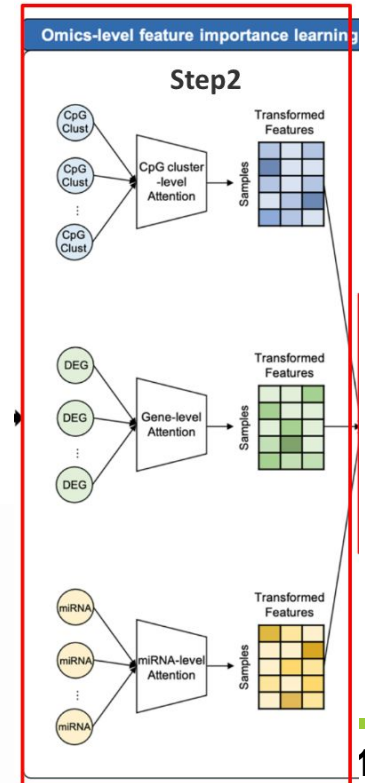 Omics-level feature importance learning
Step2
CpG
Clust
CpG
Clust
⋮
CpG
Clust
CpG cluster
-level
Attention
Samples
Transformed
Features
DEG
DEG
⋮
DEG
Gene-level
Attention
Samples
Transformed
Features
miRNA
miRNA
⋮
miRNA
miRNA-level
Attention
Samples
Transformed
Features